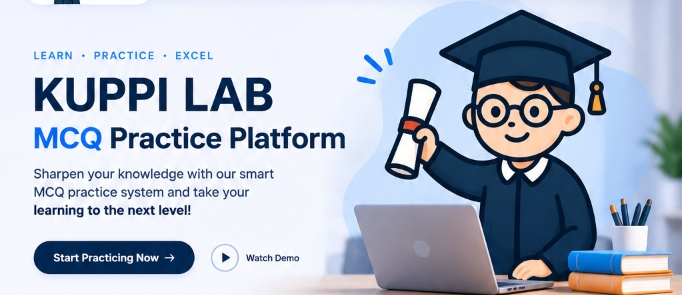 LEARN • PRACTICE • EXCEL
KUPPI LAB
MCQ Practice Platform
Sharpen your knowledge with our smart
MCQ practice system and take your
learning to the next level!
Start Practicing Now →
Watch Demo